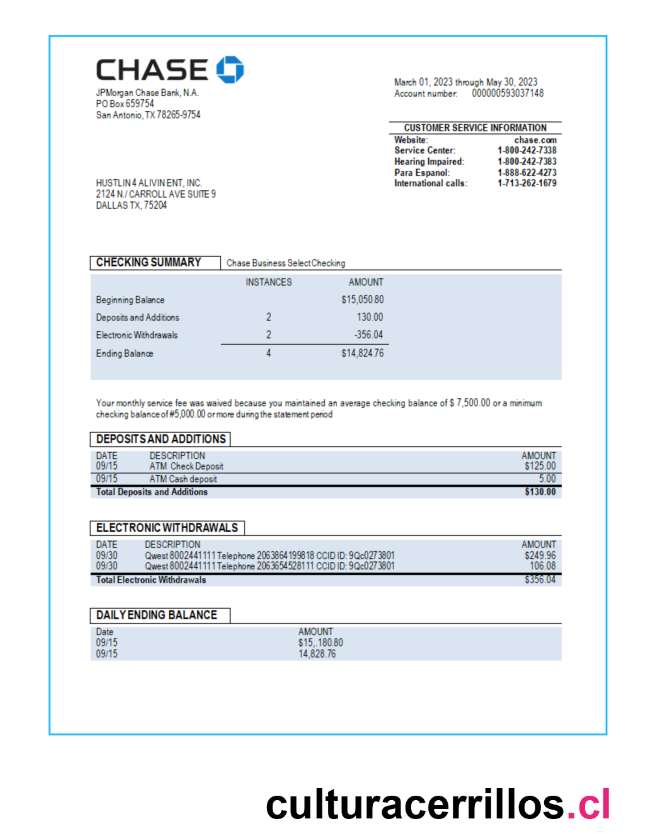 CHASE
JPMorgan Chase Bank, N.A.
PO Box 659754
San Antonio, TX 78265-9754
March 01, 2023 through May 30, 2023
Account number: 000000593037148
CUSTOMER SERVICE INFORMATION
Website: chase.com
Service Center: 1-800-242-7338
Hearing Impaired: 1-800-242-7383
Para Espanol: 1-888-622-4273
International calls: 1-713-262-1679
HUSTLIN 4 ALIVIN ENT, INC.
2124 N./ CARROLL AVE SUITE 9
DALLAS TX, 75204
CHECKING SUMMARY Chase Business Select Checking
INSTANCES AMOUNT
Beginning Balance $15,050.80
Deposits and Additions 2 130.00
Electronic Withdrawals 2 -356.04
Ending Balance 4 $14,824.76
Your monthly service fee was waived because you maintained an average checking balance of $ 7,500.00 or a minimum
checking balance of #5,000.00 or more during the statement period
DEPOSITS AND ADDITIONS
DATE DESCRIPTION AMOUNT
09/15 ATM Check Deposit $125.00
09/15 ATM Cash deposit 5.00
Total Deposits and Additions $130.00
ELECTRONIC WITHDRAWALS
DATE DESCRIPTION AMOUNT
09/30 Qwest 8002441111 Telephone 2063864199818 CCID ID: 9Qc0273801 $249.96
09/30 Qwest 8002441111 Telephone 2063654528111 CCID ID: 9Qc0273801 106.08
Total Electronic Withdrawals $356.04
DAILY ENDING BALANCE
Date AMOUNT
09/15 $15,.180.80
09/15 14,828.76
culturacerrillos.cl